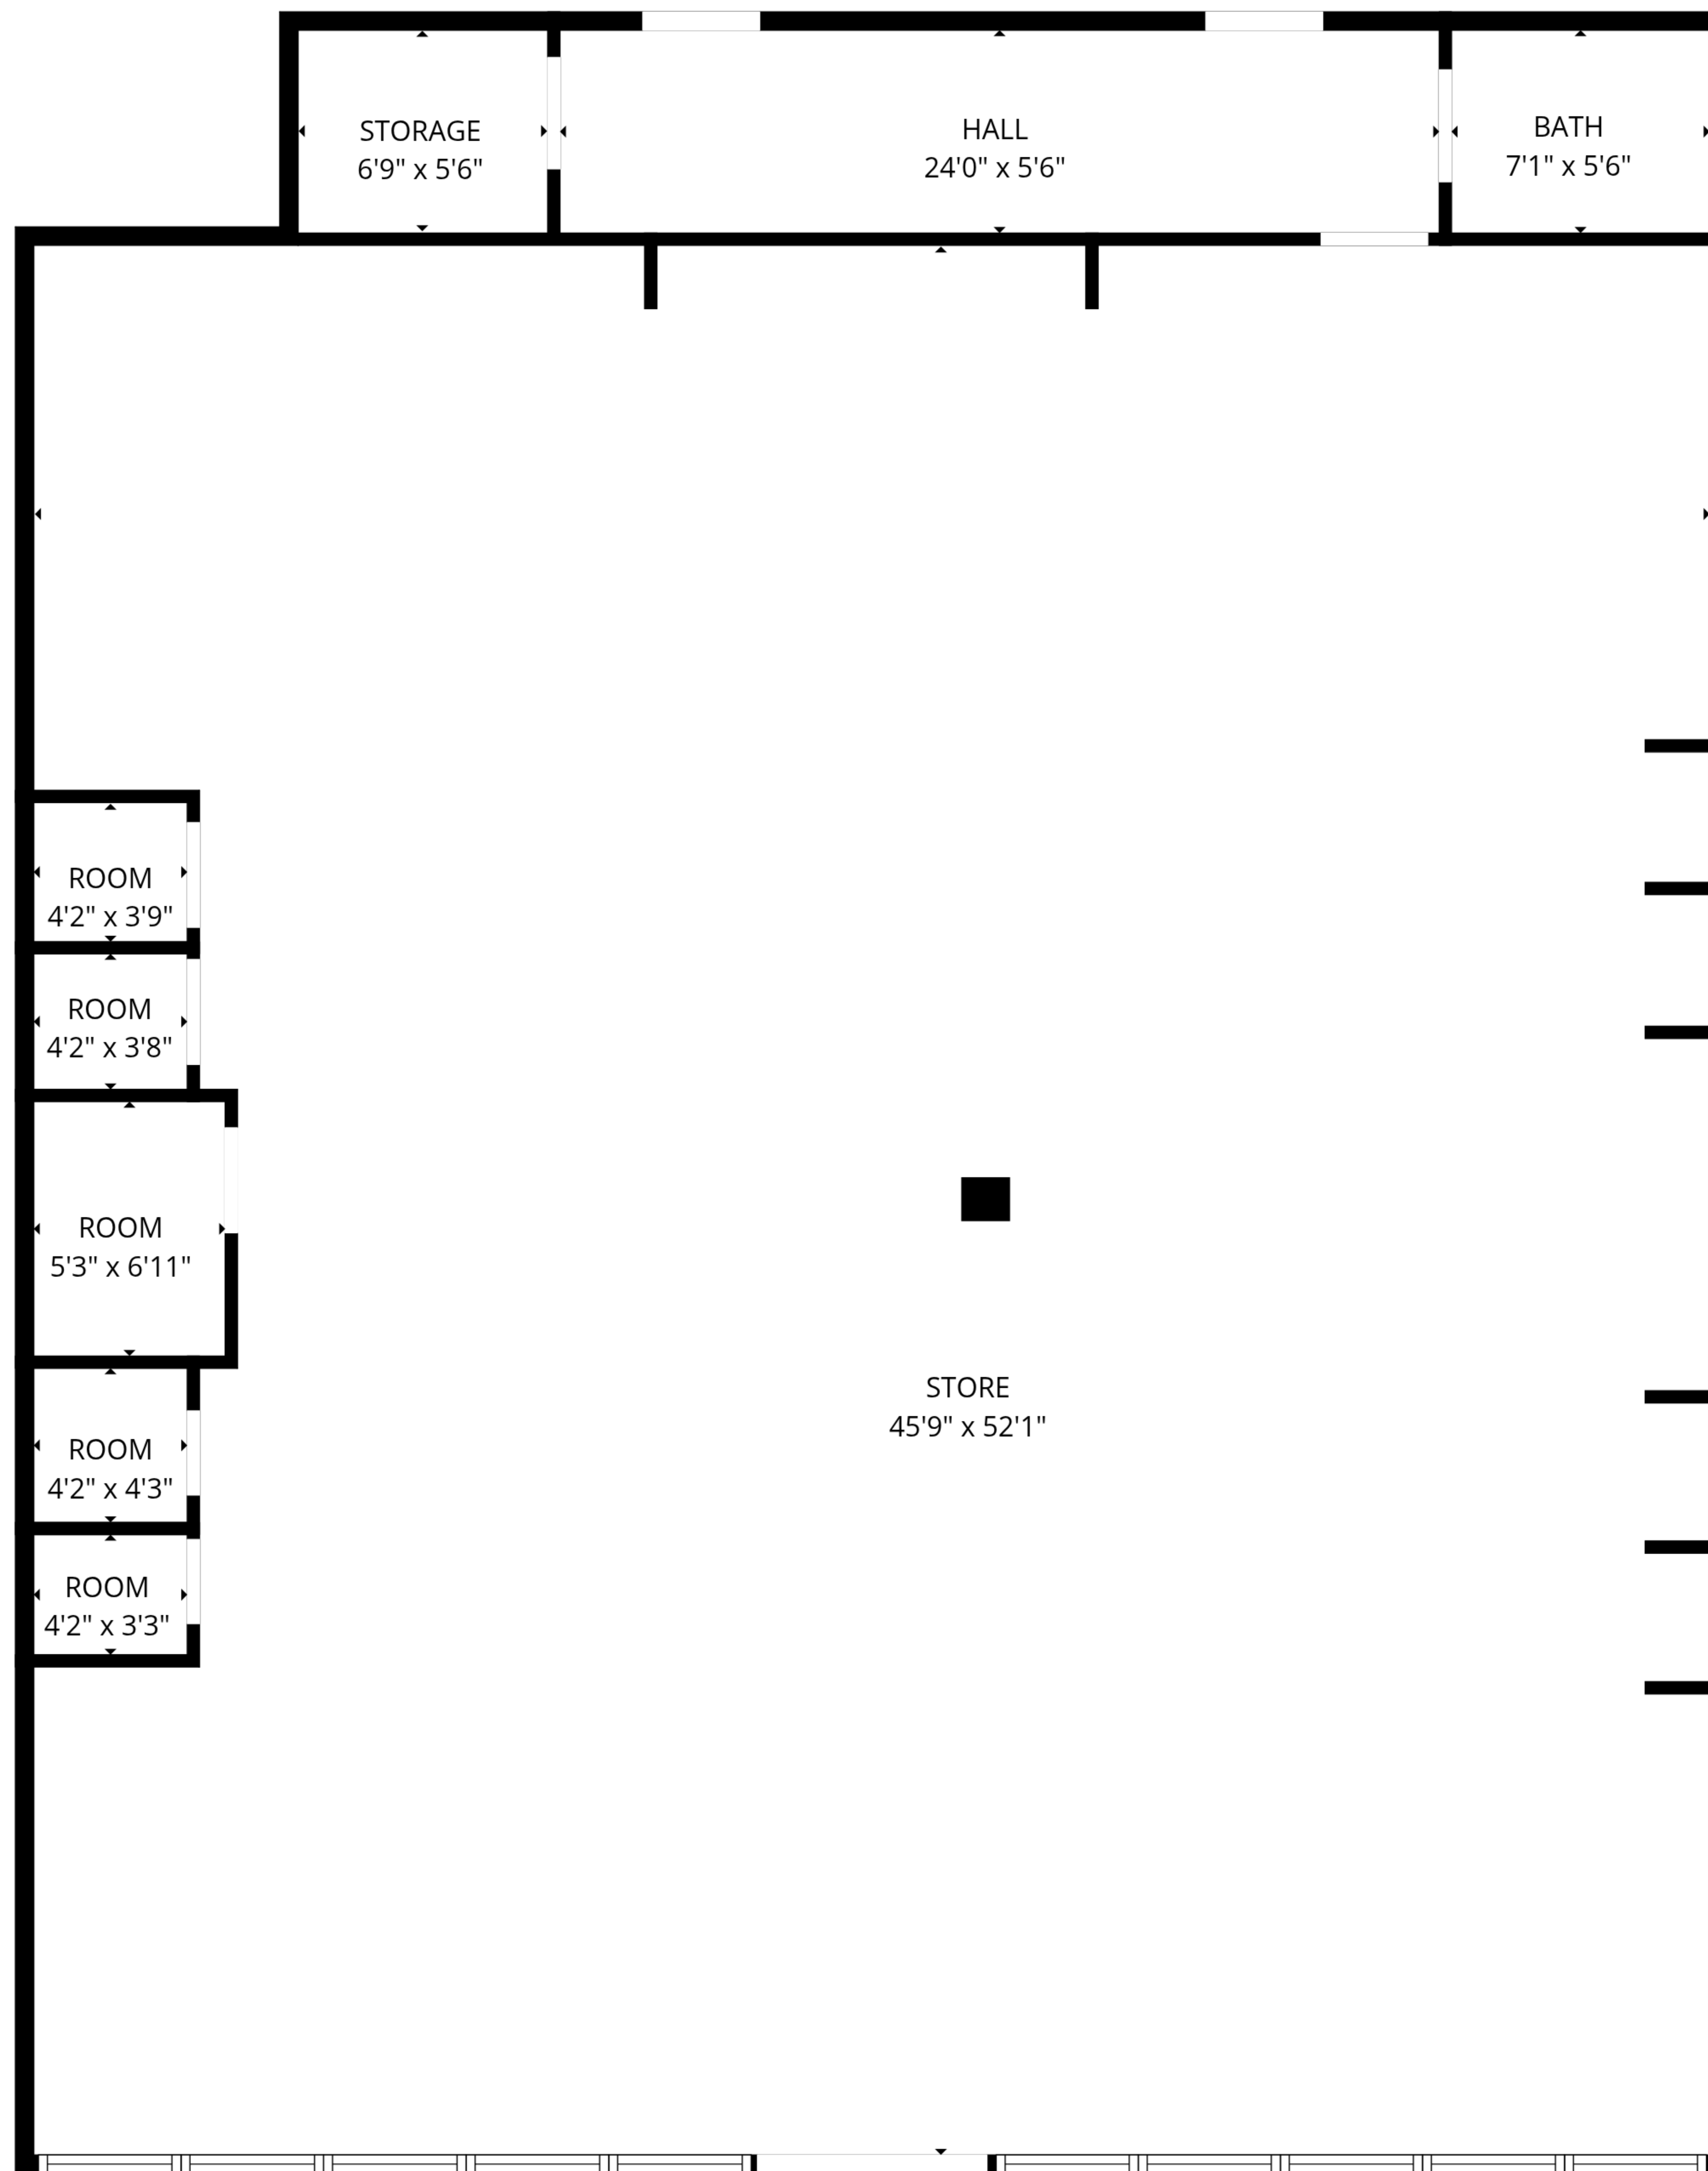 STORAGE
6'9" x 5'6"
HALL
24'0" x 5'6"
BATH
7'1" x 5'6"
ROOM
4'2" x 3'9"
ROOM
4'2" x 3'8"
ROOM
5'3" x 6'11"
STORE
45'9" x 52'1"
ROOM
4'2" x 4'3"
ROOM
4'2" x 3'3"